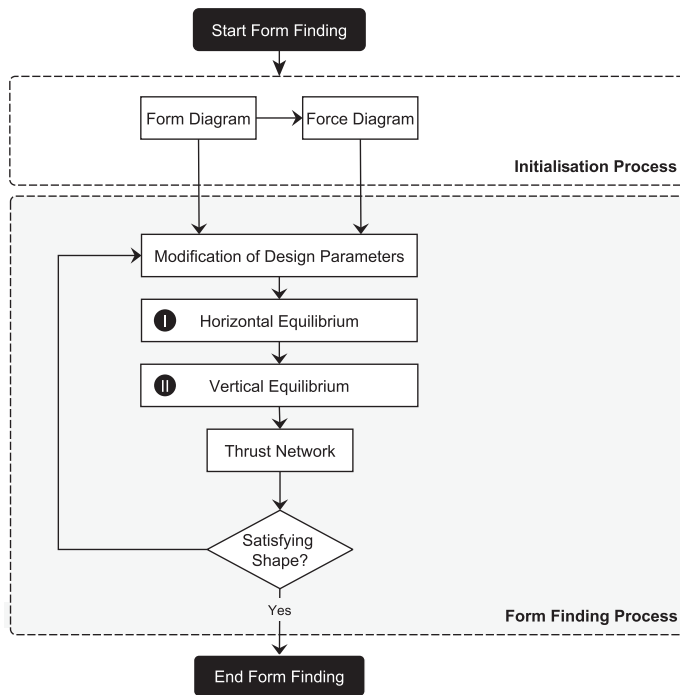 Start Form Finding
Form Diagram
Force Diagram
Initialisation Process
Modification of Design Parameters
I Horizontal Equilibrium
II Vertical Equilibrium
Thrust Network
Satisfying
Shape?
Yes
Form Finding Process
End Form Finding